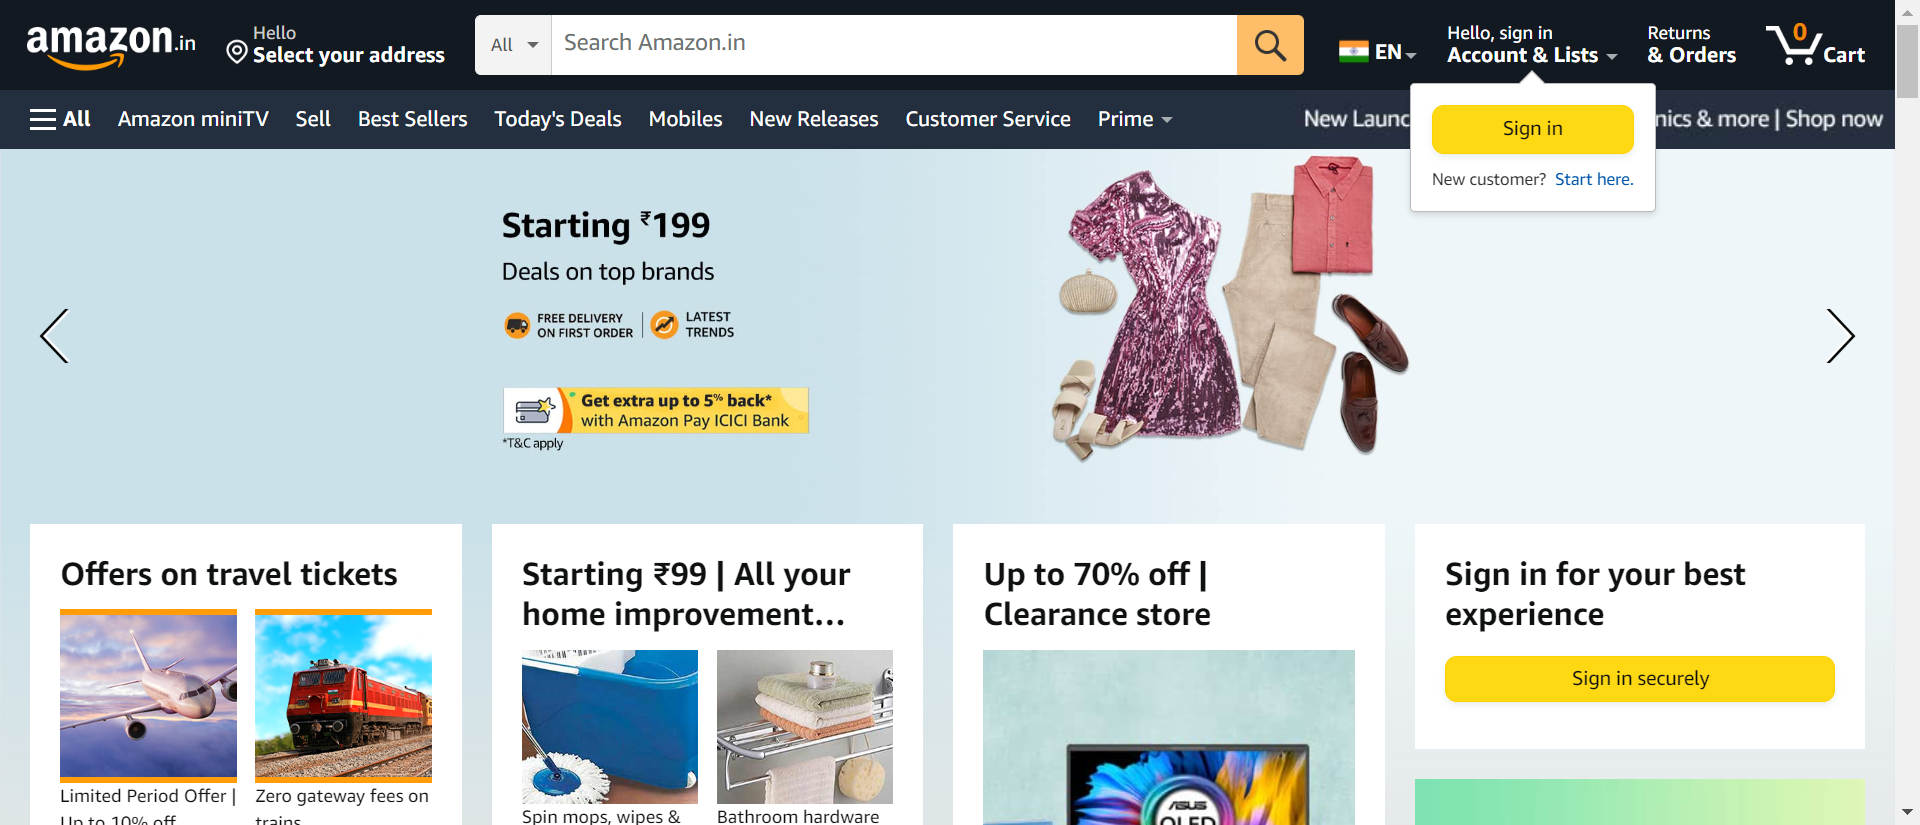 amazon.in
Hello
Select your address
All
Search Amazon.in
EN
Hello, sign in
Account & Lists
Returns
& Orders
0
Cart
All
Amazon miniTV
Sell
Best Sellers
Today's Deals
Mobiles
New Releases
Customer Service
Prime
New Launc
nics & more | Shop now
Sign in
New customer? Start here.
Starting ₹199
Deals on top brands
FREE DELIVERY
ON FIRST ORDER
LATEST
TRENDS
Get extra up to 5% back*
with Amazon Pay ICICI Bank
*T&C apply
Offers on travel tickets
Limited Period Offer |
Up to 10% off
Zero gateway fees on
trains
Starting ₹99 | All your
home improvement...
Spin mops, wipes &
Bathroom hardware
Up to 70% off |
Clearance store
ASUS
OLED
Sign in for your best
experience
Sign in securely